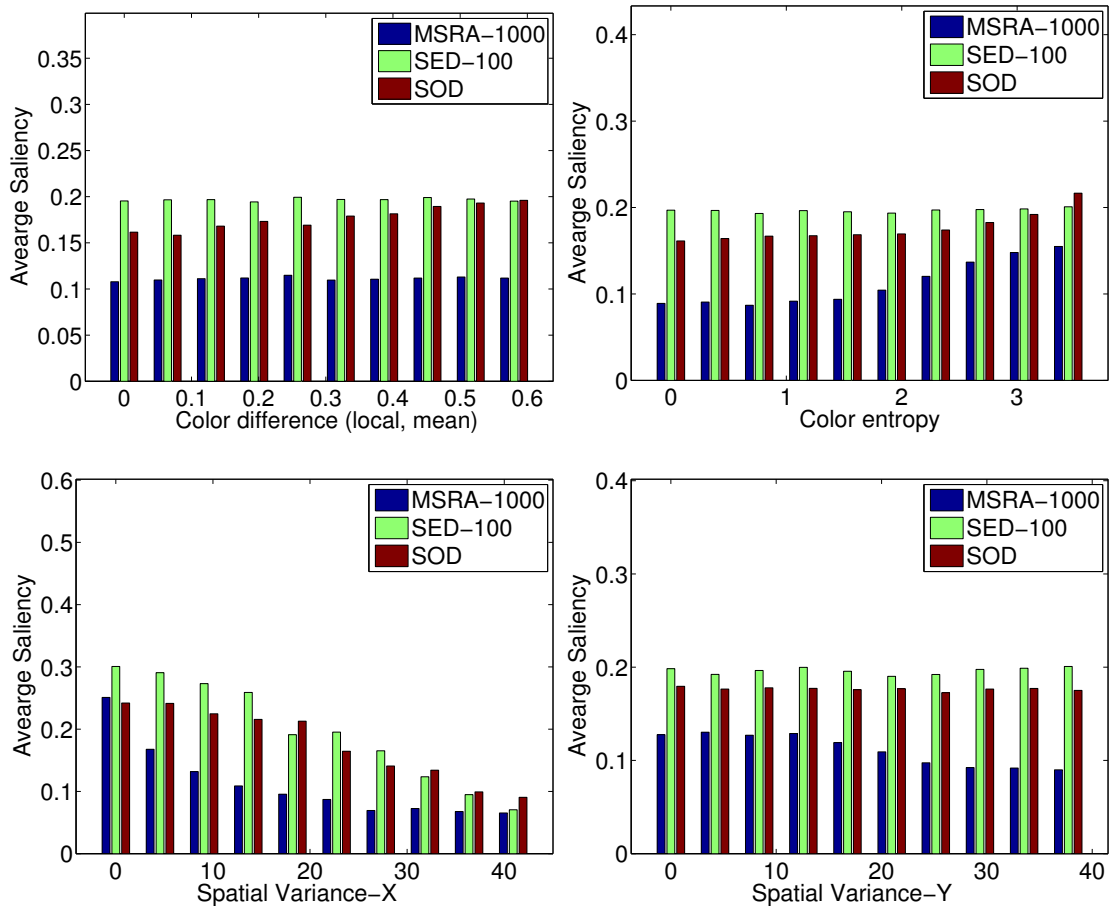 MSRA−1000
SED−100
SOD
0.35
0.3
0.25
0.2
0.15
0.1
0.05
0
Avearge Saliency
0 0.1 0.2 0.3 0.4 0.5 0.6
Color difference (local, mean)
MSRA−1000
SED−100
SOD
0.4
0.3
0.2
0.1
0
Avearge Saliency
0 1 2 3
Color entropy
MSRA−1000
SED−100
SOD
0.6
0.5
0.4
0.3
0.2
0.1
0
Avearge Saliency
0 10 20 30 40
Spatial Variance−X
MSRA−1000
SED−100
SOD
0.4
0.3
0.2
0.1
0
Avearge Saliency
0 10 20 30 40
Spatial Variance−Y